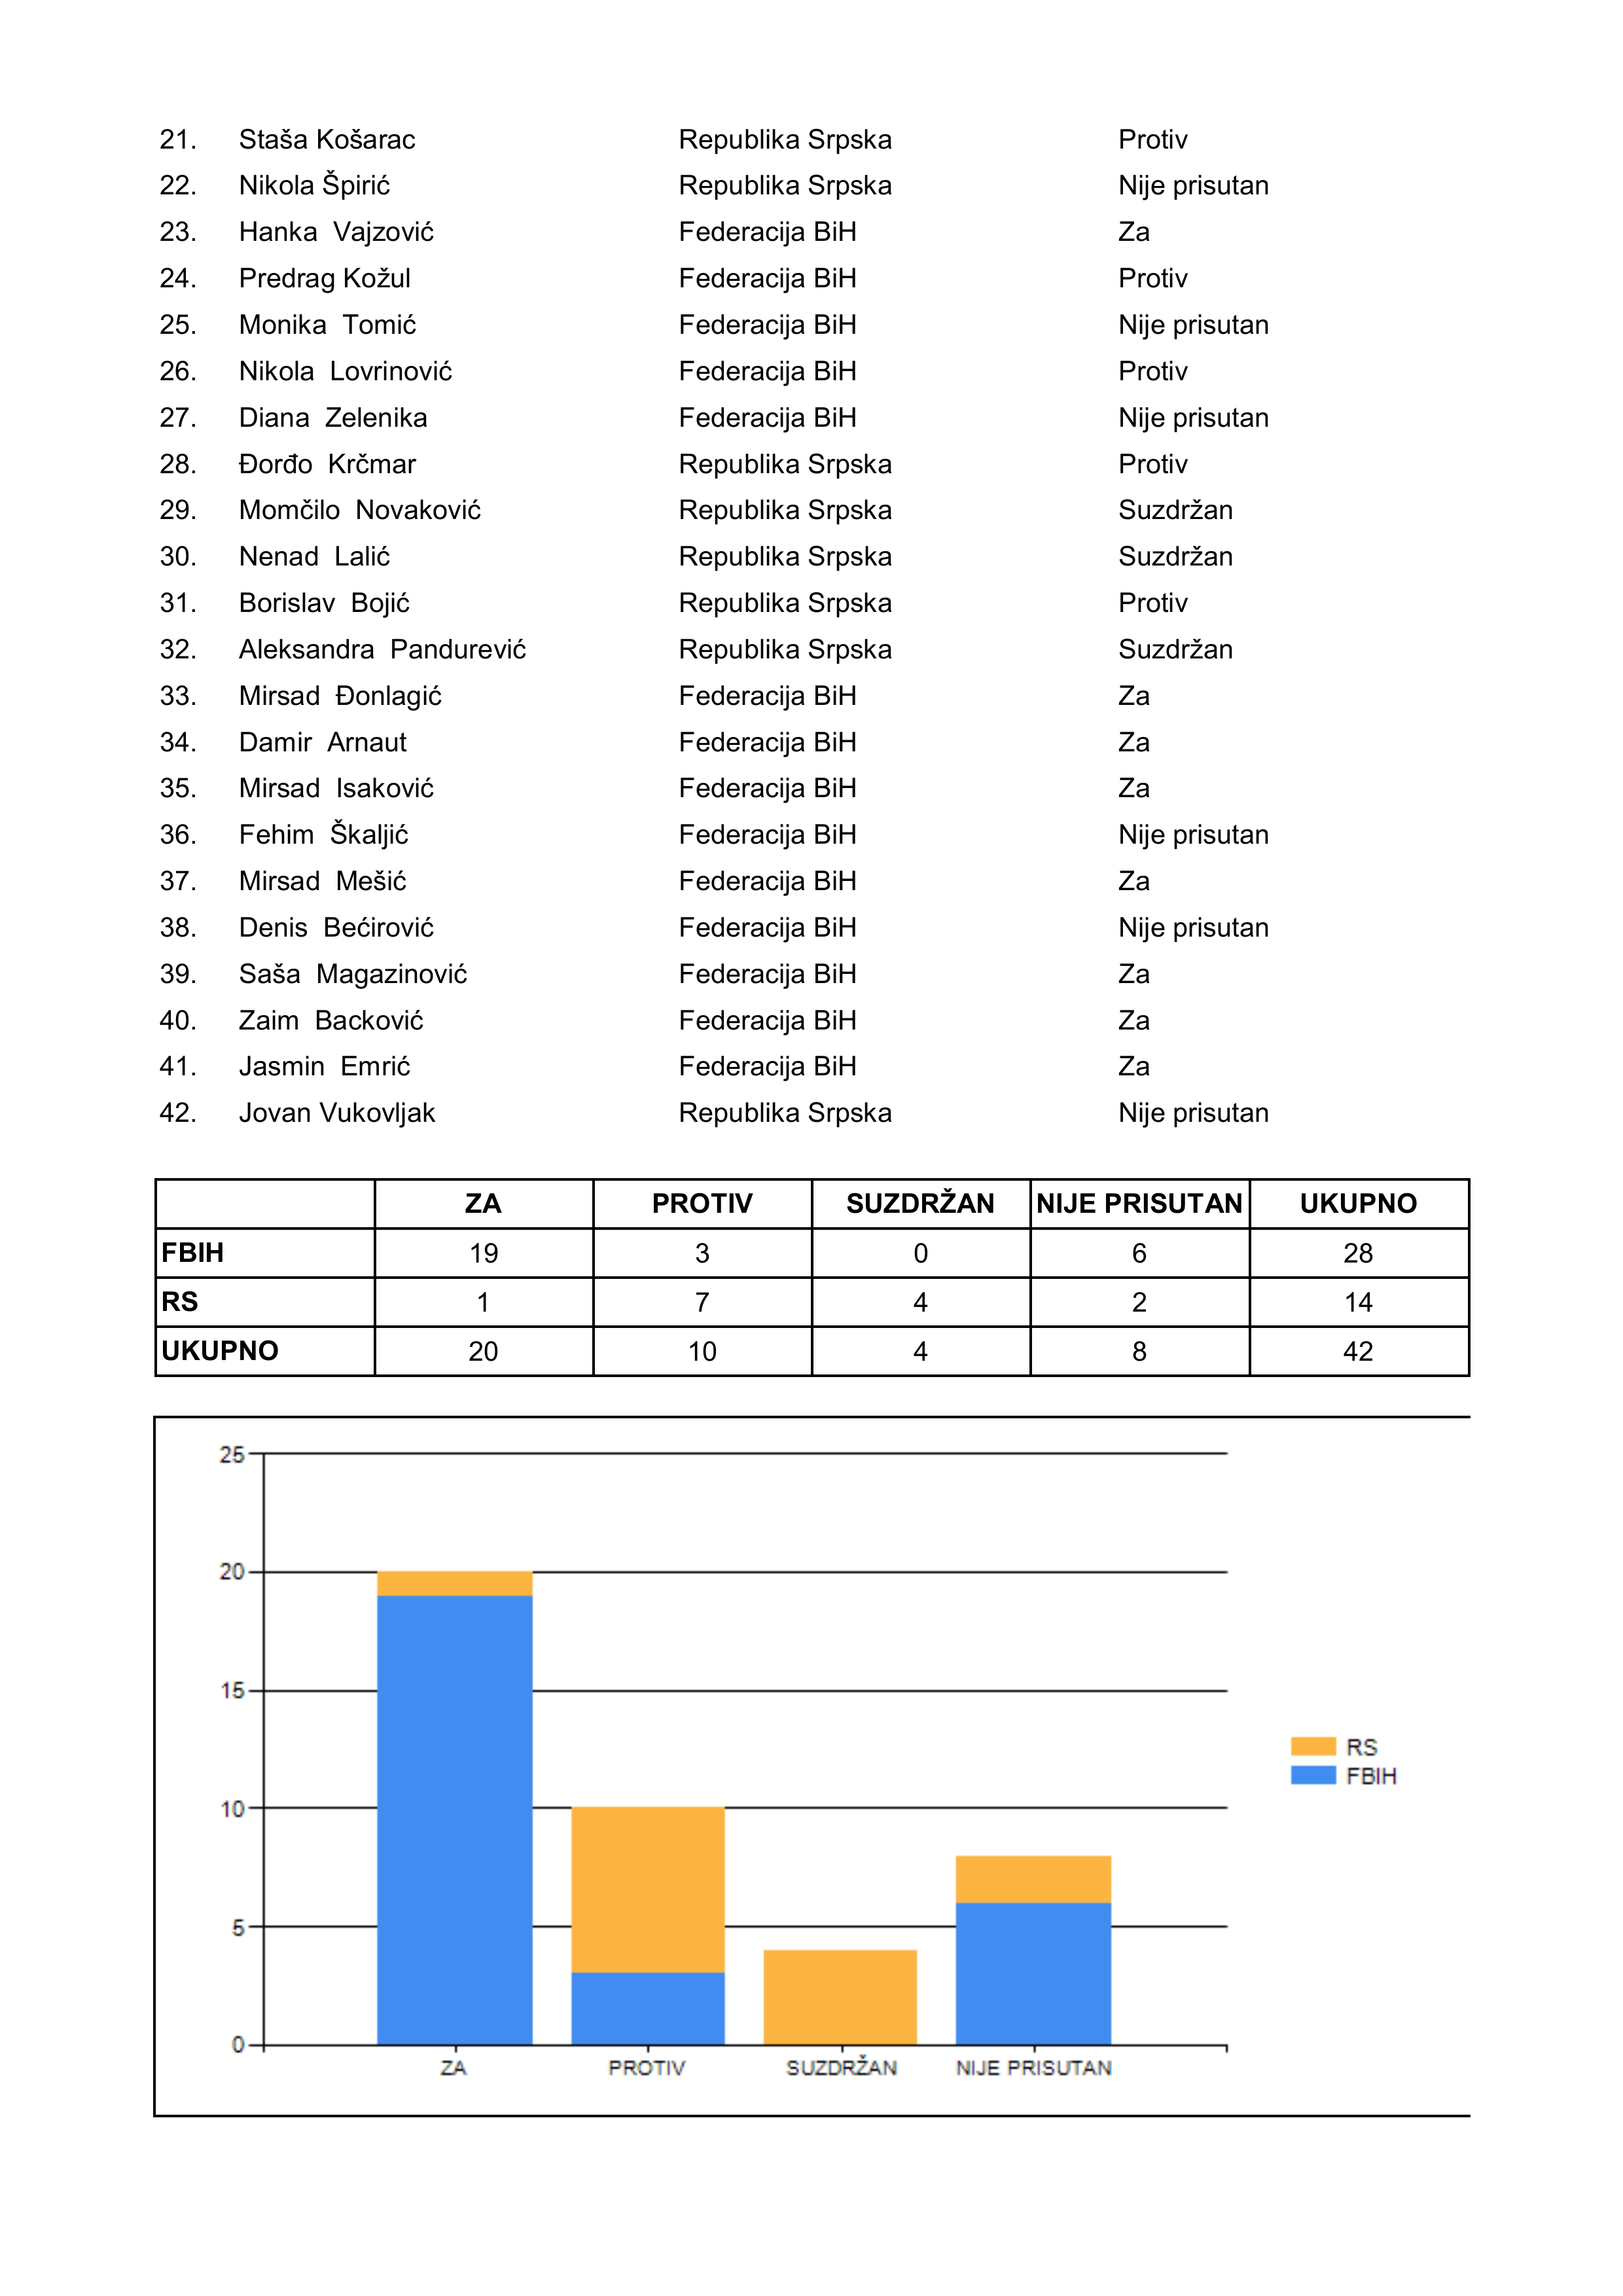 21. Staša Košarac Republika Srpska Protiv
22. Nikola Špirić Republika Srpska Nije prisutan
23. Hanka Vajzović Federacija BiH Za
24. Predrag Kožul Federacija BiH Protiv
25. Monika Tomić Federacija BiH Nije prisutan
26. Nikola Lovrinović Federacija BiH Protiv
27. Diana Zelenika Federacija BiH Nije prisutan
28. Đorđo Krčmar Republika Srpska Protiv
29. Momčilo Novaković Republika Srpska Suzdržan
30. Nenad Lalić Republika Srpska Suzdržan
31. Borislav Bojić Republika Srpska Protiv
32. Aleksandra Pandurević Republika Srpska Suzdržan
33. Mirsad Đonlagić Federacija BiH Za
34. Damir Arnaut Federacija BiH Za
35. Mirsad Isaković Federacija BiH Za
36. Fehim Škaljić Federacija BiH Nije prisutan
37. Mirsad Mešić Federacija BiH Za
38. Denis Bećirović Federacija BiH Nije prisutan
39. Saša Magazinović Federacija BiH Za
40. Zaim Backović Federacija BiH Za
41. Jasmin Emrić Federacija BiH Za
42. Jovan Vukovljak Republika Srpska Nije prisutan
ZA PROTIV SUZDRŽAN NIJE PRISUTAN UKUPNO
FBIH 19 3 0 6 28
RS 1 7 4 2 14
UKUPNO 20 10 4 8 42
25
20
15
10
5
0
ZA PROTIV SUZDRŽAN NIJE PRISUTAN
RS
FBIH